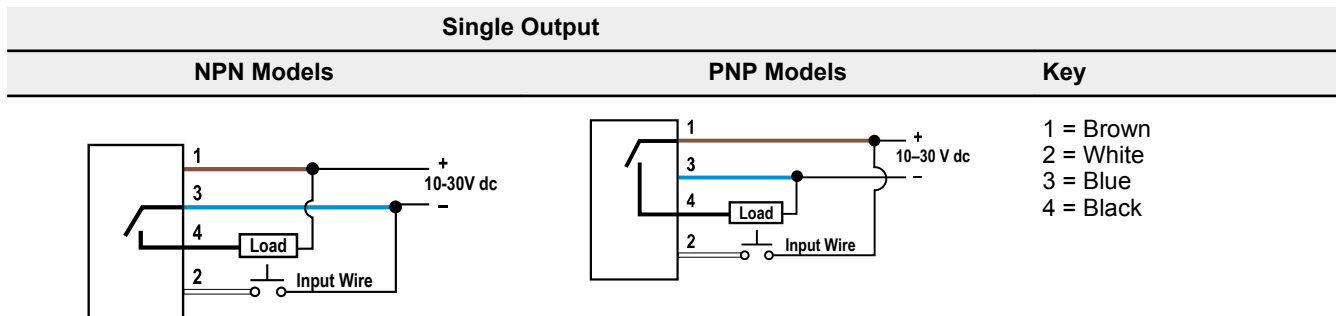 Single Output
NPN Models
PNP Models
Key
1
+
10-30V dc
3
–
4
Load
2
Input Wire
1
+
10–30 V dc
3
–
4
Load
2
Input Wire
1 = Brown
2 = White
3 = Blue
4 = Black